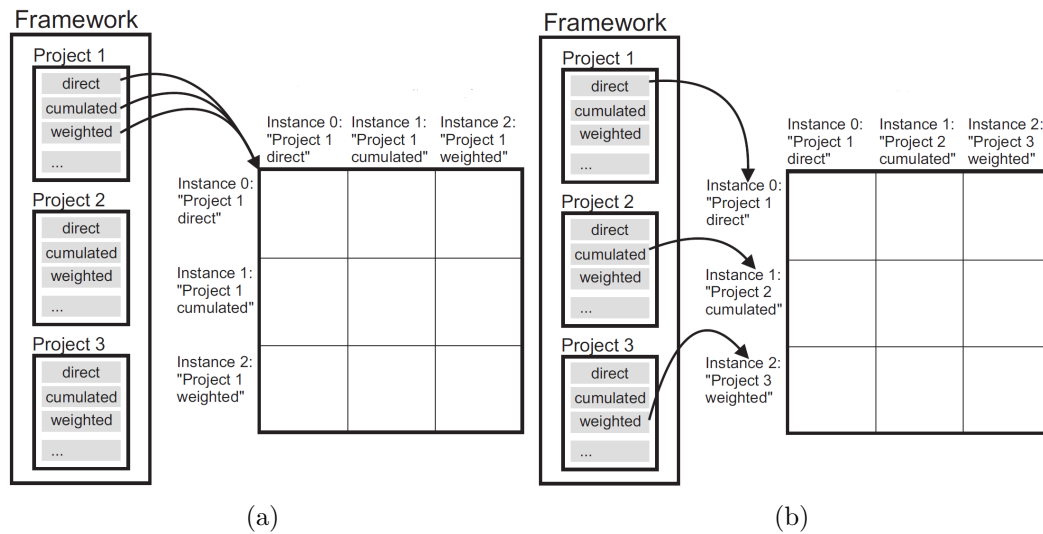 Framework
Project 1
direct
cumulated
weighted
...
Project 2
direct
cumulated
weighted
...
Project 3
direct
cumulated
weighted
...
Instance 0:
"Project 1
direct"
Instance 1:
"Project 1
cumulated"
Instance 2:
"Project 1
weighted"
Instance 0:
"Project 1
direct"
Instance 1:
"Project 1
cumulated"
Instance 2:
"Project 1
weighted"
(a)
Framework
Project 1
direct
cumulated
weighted
...
Project 2
direct
cumulated
weighted
...
Project 3
direct
cumulated
weighted
...
Instance 0:
"Project 1
direct"
Instance 1:
"Project 2
cumulated"
Instance 2:
"Project 3
weighted"
Instance 0:
"Project 1
direct"
Instance 1:
"Project 2
cumulated"
Instance 2:
"Project 3
weighted"
(b)